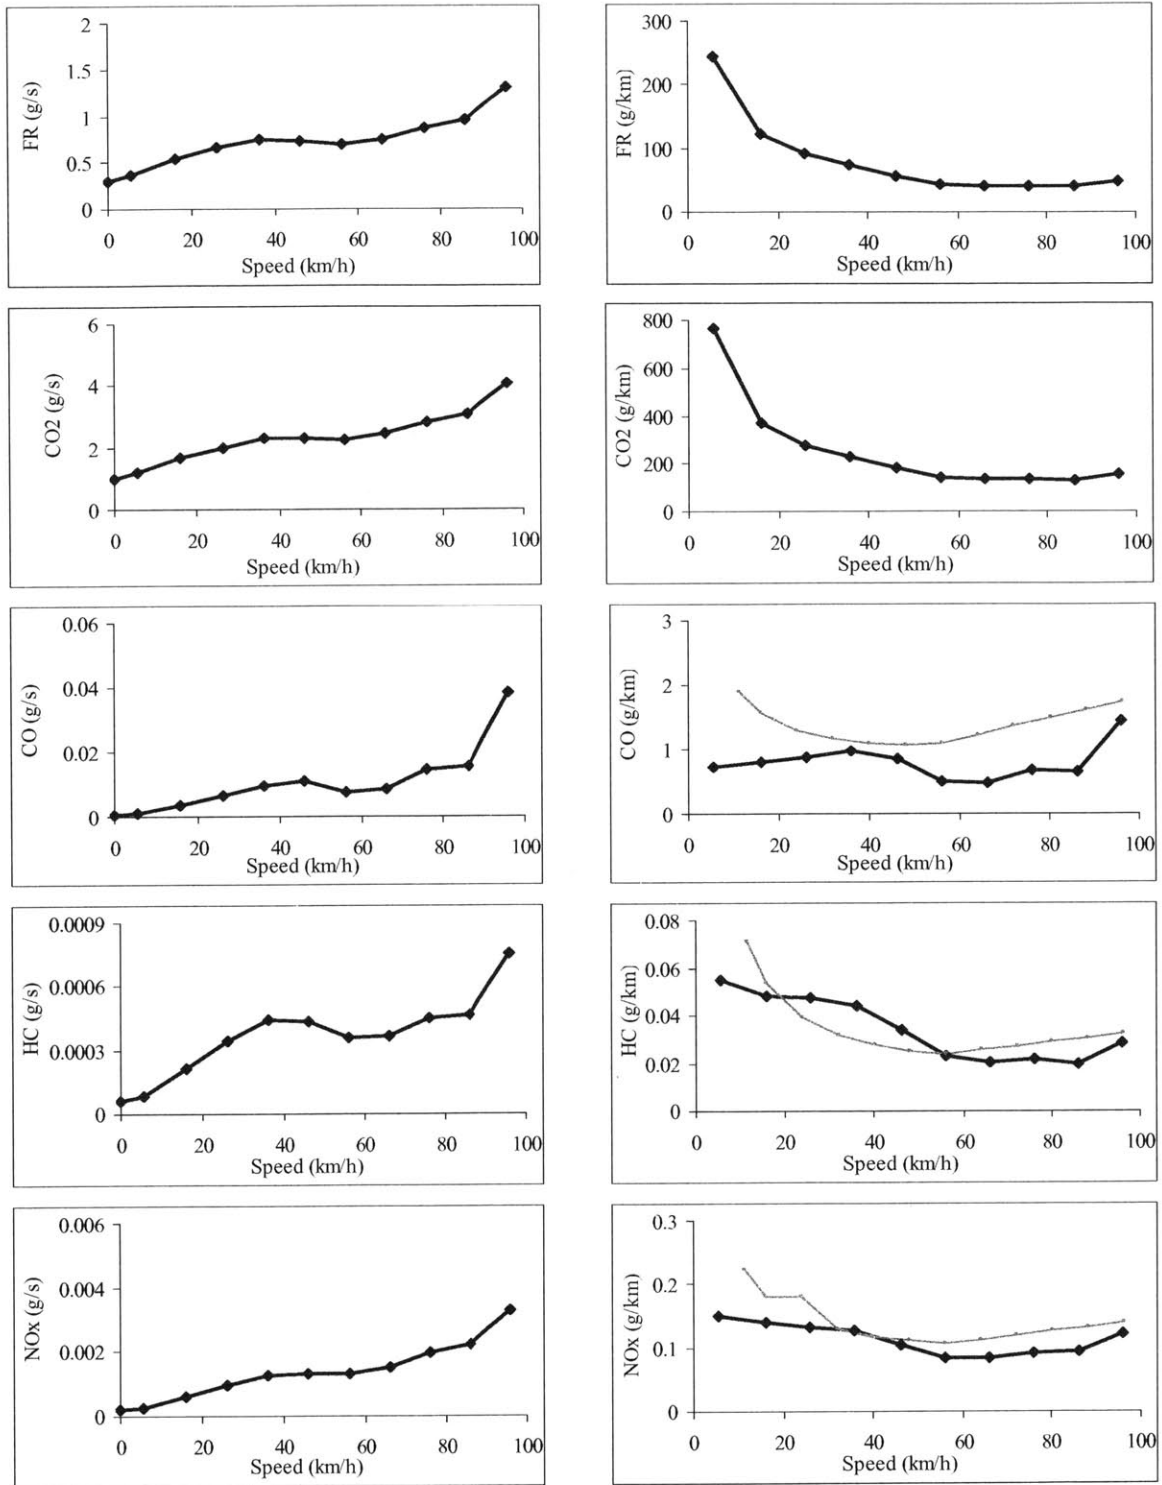 2
1.5
1
0.5
0
FR (g/s)
0 20 40 60 80 100
Speed (km/h)
300
200
100
0
FR (g/km)
0 20 40 60 80 100
Speed (km/h)
6
4
2
0
CO2 (g/s)
0 20 40 60 80 100
Speed (km/h)
800
600
400
200
0
CO2 (g/km)
0 20 40 60 80 100
Speed (km/h)
0.06
0.04
0.02
0
CO (g/s)
0 20 40 60 80 100
Speed (km/h)
3
2
1
0
CO (g/km)
0 20 40 60 80 100
Speed (km/h)
0.0009
0.0006
0.0003
0
HC (g/s)
0 20 40 60 80 100
Speed (km/h)
0.08
0.06
0.04
0.02
0
HC (g/km)
0 20 40 60 80 100
Speed (km/h)
0.006
0.004
0.002
0
NOx (g/s)
0 20 40 60 80 100
Speed (km/h)
0.3
0.2
0.1
0
NOx (g/km)
0 20 40 60 80 100
Speed (km/h)